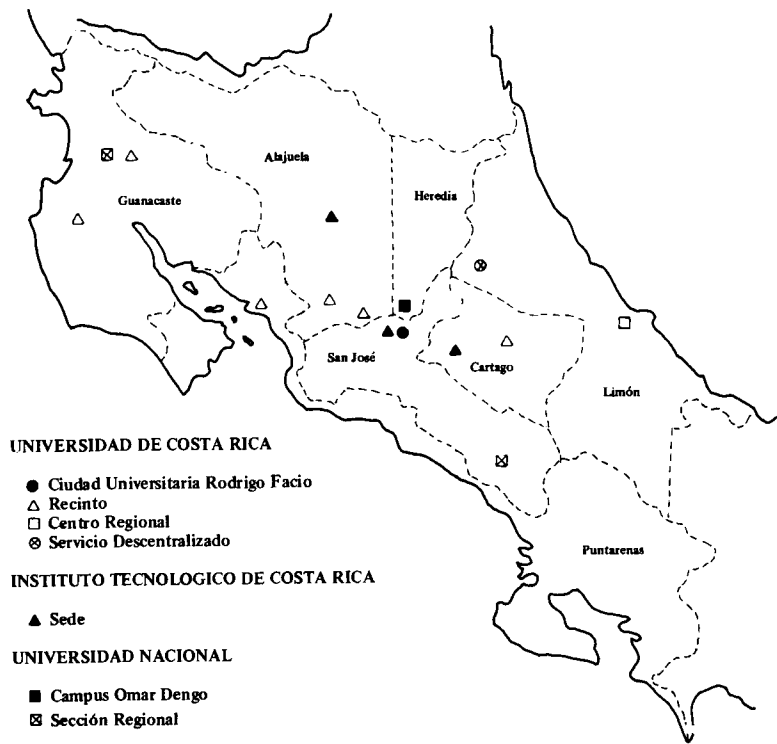 Alajuela
Heredia
Guanacaste
San José
Cartago
Limón
Puntarenas
UNIVERSIDAD DE COSTA RICA
Ciudad Universitaria Rodrigo Facio
Recinto
Centro Regional
Servicio Descentralizado
INSTITUTO TECNOLOGICO DE COSTA RICA
Sede
UNIVERSIDAD NACIONAL
Campus Omar Dengo
Sección Regional